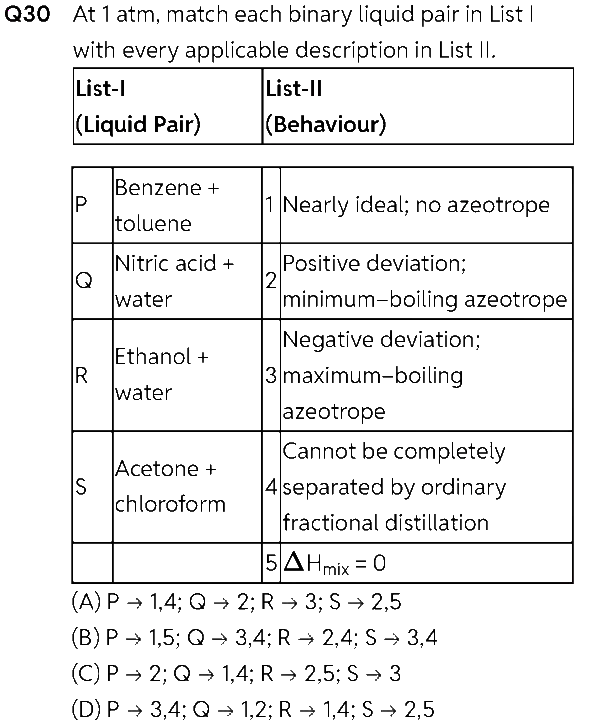 Q30 At 1 atm, match each binary liquid pair in List I
with every applicable description in List II.
List-I
(Liquid Pair)
List-II
(Behaviour)
P
Benzene +
toluene
1 Nearly ideal; no azeotrope
Q
Nitric acid +
water
2
Positive deviation;
minimum–boiling azeotrope
R
Ethanol +
water
3
Negative deviation;
maximum–boiling
azeotrope
S
Acetone +
chloroform
4
Cannot be completely
separated by ordinary
fractional distillation
5 ΔHmix = 0
(A) P → 1,4; Q → 2; R → 3; S → 2,5
(B) P → 1,5; Q → 3,4; R → 2,4; S → 3,4
(C) P → 2; Q → 1,4; R → 2,5; S → 3
(D) P → 3,4; Q → 1,2; R → 1,4; S → 2,5